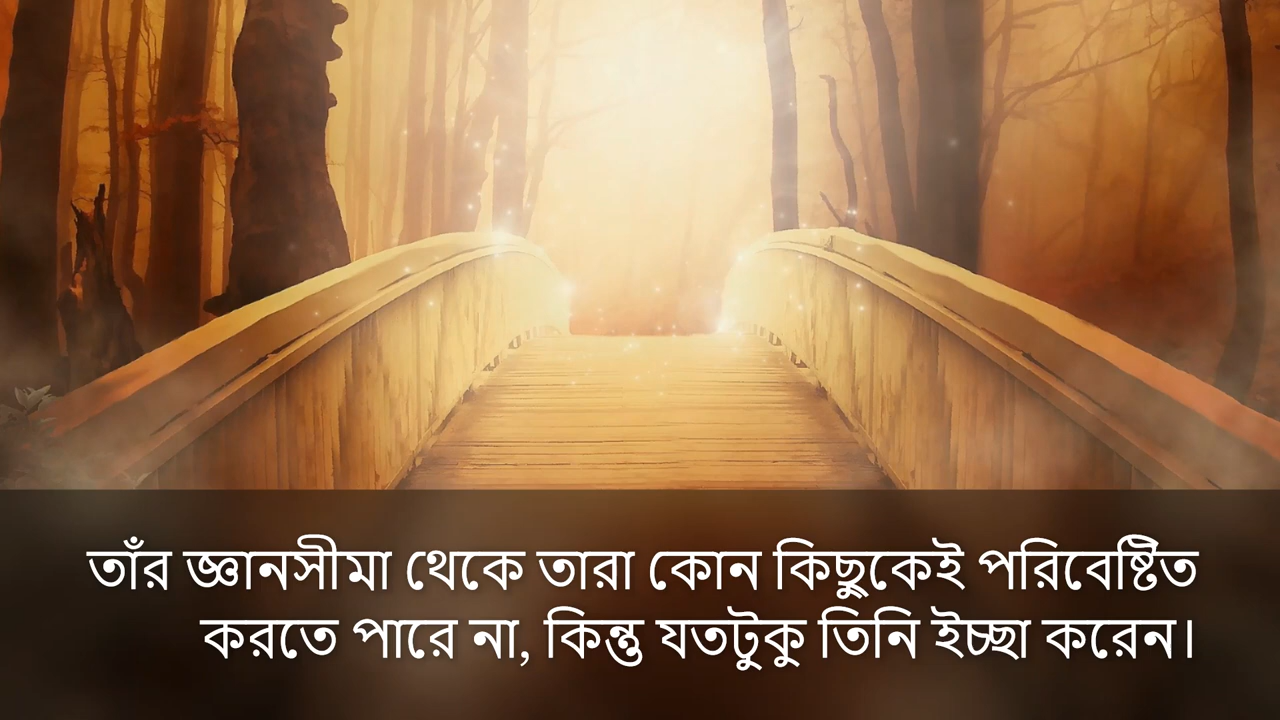 তাঁর জ্ঞানসীমা থেকে তারা কোন কিছুকেই পরিবেষ্টিত
করতে পারে না, কিন্তু যতটুকু তিনি ইচ্ছা করেন।